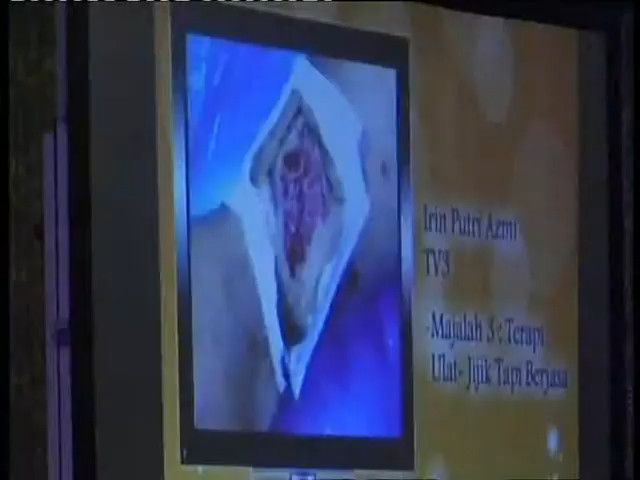 Irin Putri Azmi
TV3
-Majalah 3 : Terapi
Ulat- Jijik Tapi Berjasa